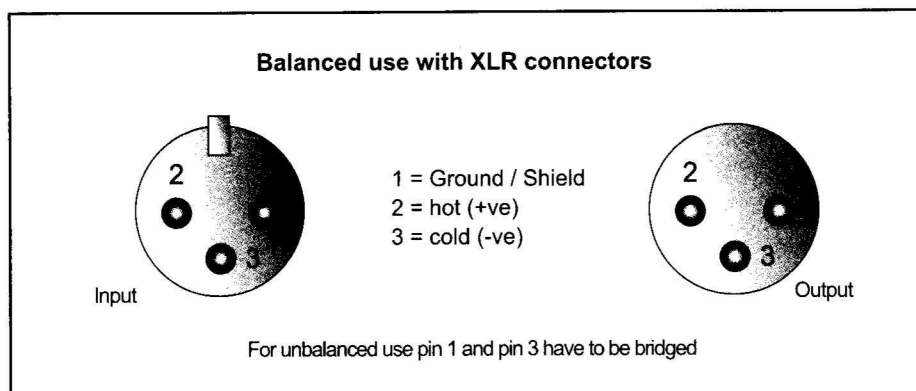 Balanced use with XLR connectors
2
3
Input
1 = Ground / Shield
2 = hot (+ve)
3 = cold (-ve)
2
3
Output
For unbalanced use pin 1 and pin 3 have to be bridged